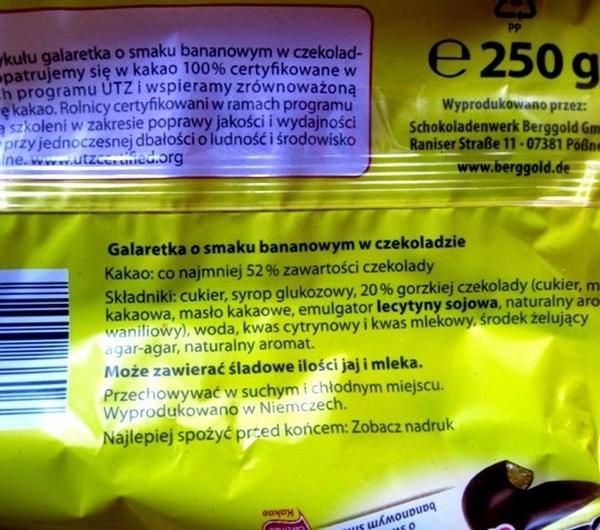 galaretka o smaku bananowym w czekolad-
opatrujemy się w kakao 100% certyfikowane w
ch programu UTZ i wspieramy zrównoważoną
ę kakao. Rolnicy certyfikowani w ramach programu
ą szkoleni w zakresie poprawy jakości i wydajności
przy jednoczesnej dbałości o ludność i środowisko
lne. www.utzcertified.org
PP
e 250 g
Wyprodukowano przez:
Schokoladenwerk Berggold Gm
Raniser Straße 11 · 07381 Pößne
www.berggold.de
Galaretka o smaku bananowym w czekoladzie
Kakao: co najmniej 52% zawartości czekolady
Składniki: cukier, syrop glukozowy, 20% gorzkiej czekolady (cukier, m
kakaowa, masło kakaowe, emulgator lecytyny sojowa, naturalny aro
waniliowy), woda, kwas cytrynowy i kwas mlekowy, środek żelujący
agar-agar, naturalny aromat.
Może zawierać śladowe ilości jaj i mleka.
Przechowywać w suchym i chłodnym miejscu.
Wyprodukowano w Niemczech.
Najlepiej spożyć przed końcem: Zobacz nadruk
bananowym
Kakao